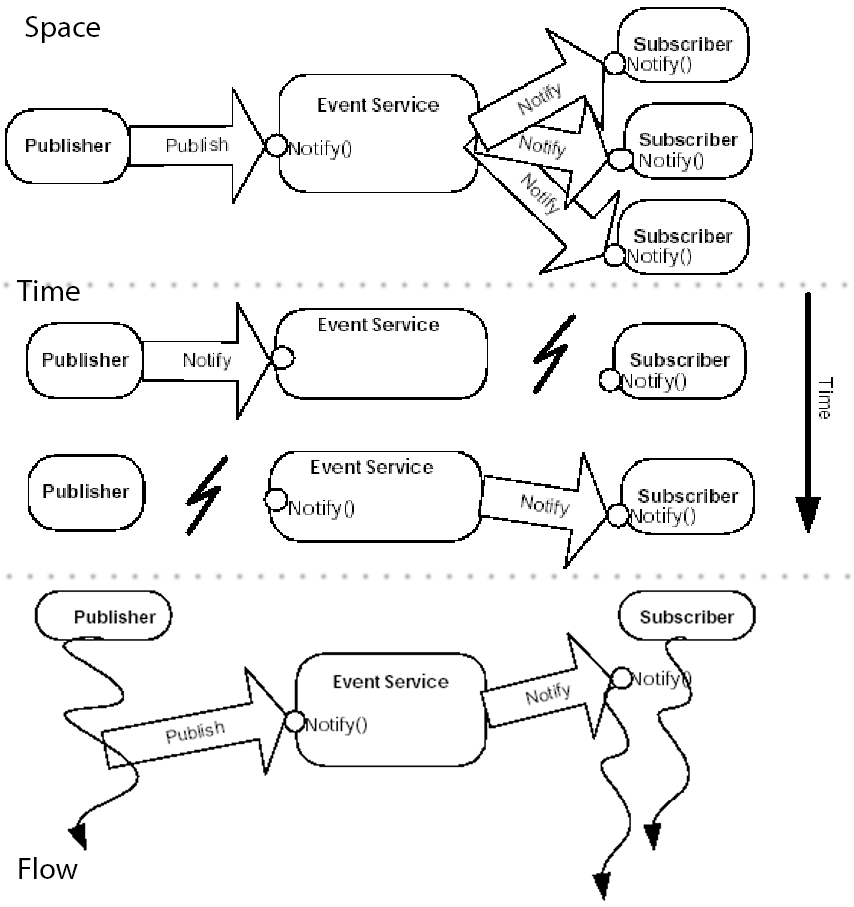 Space
Publisher
Publish
Event Service
Notify()
Notify
Notify
Notify
Subscriber
Notify()
Subscriber
Notify()
Subscriber
Notify()
Time
Publisher
Notify
Event Service
Subscriber
Notify()
Time
Publisher
Event Service
Notify()
Notify
Subscriber
Notify()
Publisher
Subscriber
Publish
Event Service
Notify()
Notify
Notify()
Flow